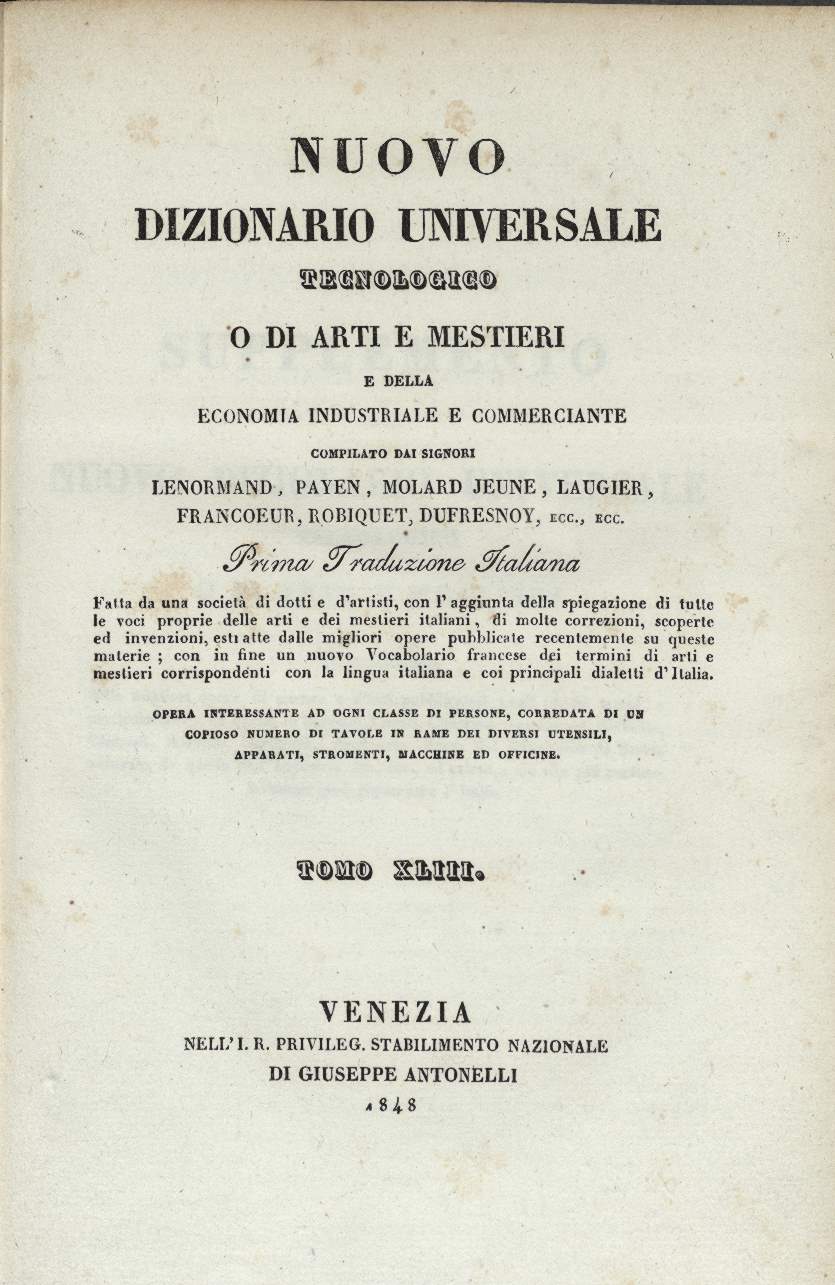 NUOVO
DIZIONARIO UNIVERSALE
TECNOLOGICO
O DI ARTI E MESTIERI
E DELLA
ECONOMIA INDUSTRIALE E COMMERCIANTE
COMPILATO DAI SIGNORI
LENORMAND, PAYEN, MOLARD JEUNE, LAUGIER,
FRANCOEUR, ROBIQUET, DUFRESNOY, ECC., ECC.
Prima Traduzione Italiana
Fatta da una società di dotti e d'artisti, con l'aggiunta della spiegazione di tutte
le voci proprie delle arti e dei mestieri italiani, di molte correzioni, scoperte
ed invenzioni, estratte dalle migliori opere pubblicate recentemente su queste
materie; con in fine un nuovo Vocabolario francese dei termini di arti e
mestieri corrispondenti con la lingua italiana e coi principali dialetti d'Italia.
OPERA INTERESSANTE AD OGNI CLASSE DI PERSONE, CORREDATA DI UN
COPIOSO NUMERO DI TAVOLE IN RAME DEI DIVERSI UTENSILI,
APPARATI, STROMENTI, MACCHINE ED OFFICINE.
TOMO XLIII.
VENEZIA
NELL' I. R. PRIVILEG. STABILIMENTO NAZIONALE
DI GIUSEPPE ANTONELLI
1848